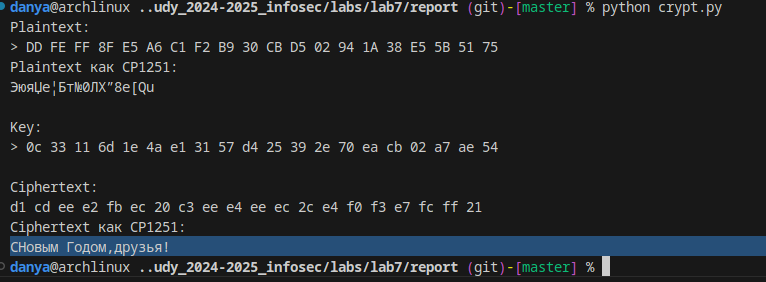 danya@archlinux ..udy_2024-2025_infosec/labs/lab7/report (git)-[master] % python crypt.py
Plaintext:
> DD FE FF 8F E5 A6 C1 F2 B9 30 CB D5 02 94 1A 38 E5 5B 51 75
Plaintext как CP1251:
ЭюяЏе¦Бт№0ЛХ”8е[Qu
Key:
> 0c 33 11 6d 1e 4a e1 31 57 d4 25 39 2e 70 ea cb 02 a7 ae 54
Ciphertext:
d1 cd ee e2 fb ec 20 c3 ee e4 ee ec 2c e4 f0 f3 e7 fc ff 21
Ciphertext как CP1251:
СНовым Годом,друзья!
danya@archlinux ..udy_2024-2025_infosec/labs/lab7/report (git)-[master] %